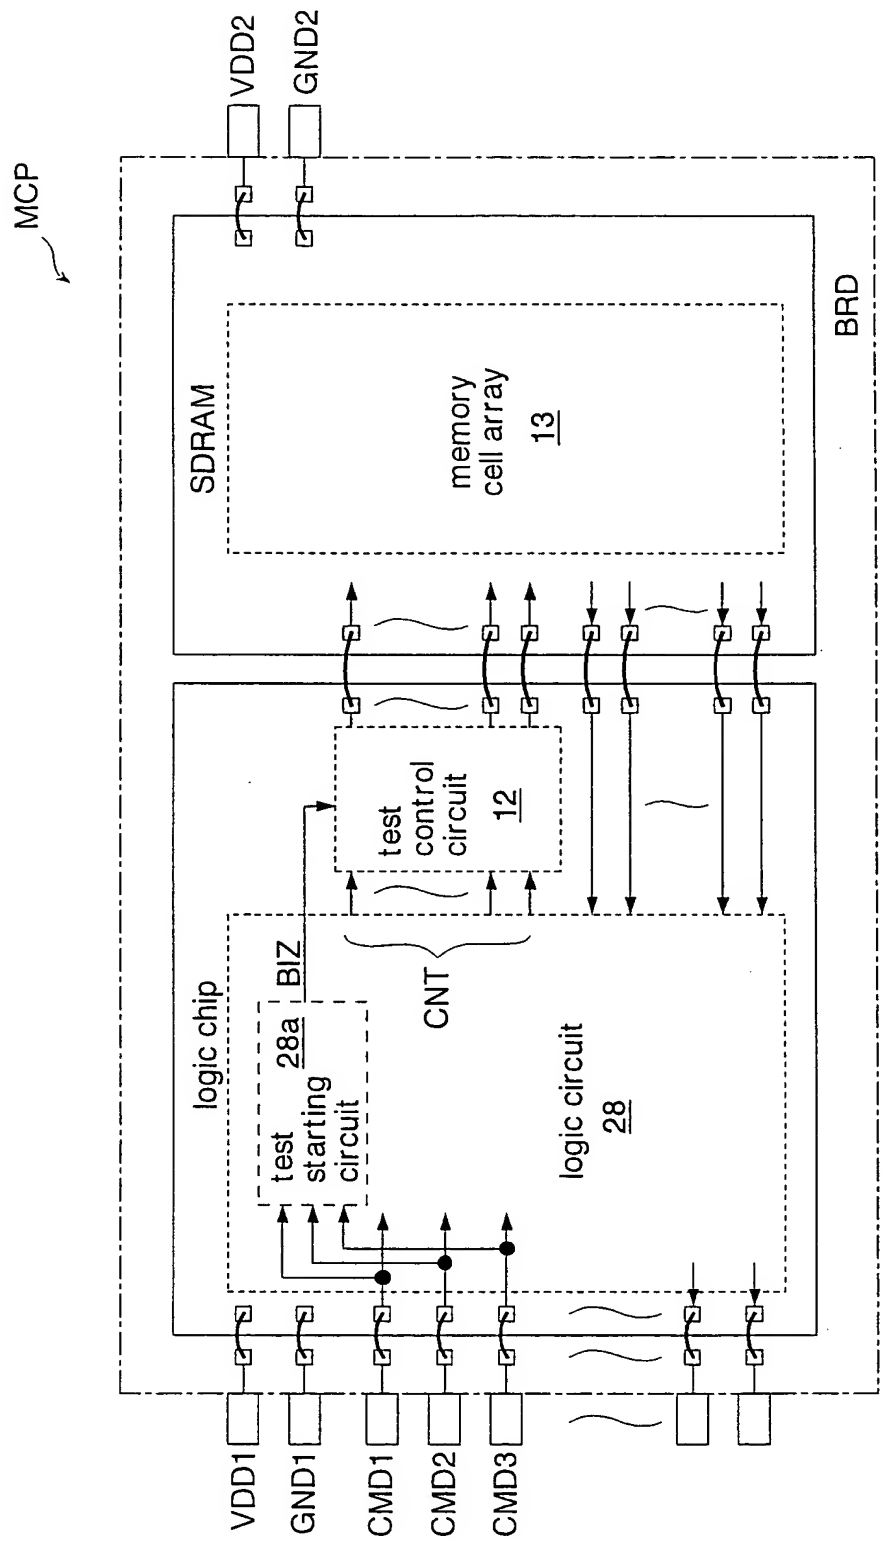 MCP
VDD1
GND1
CMD1
CMD2
CMD3
VDD2
GND2
logic chip
test
starting
circuit
28a
BIZ
CNT
logic circuit
28
test
control
circuit
12
SDRAM
memory
cell array
13
BRD